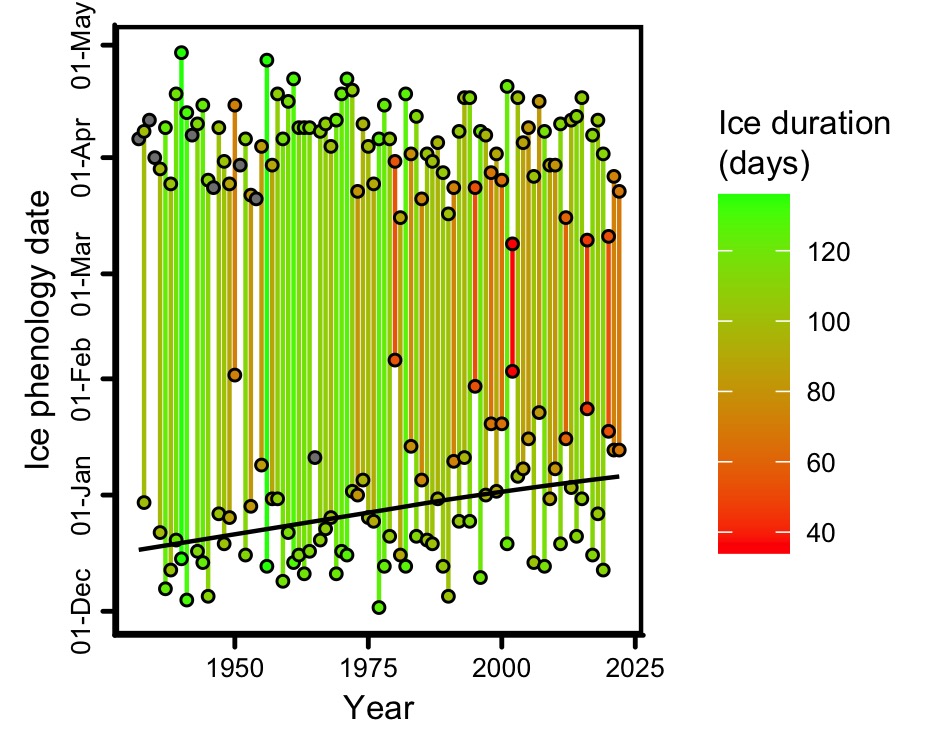 Ice phenology date
01-May
01-Apr
01-Mar
01-Feb
01-Jan
01-Dec
1950
1975
2000
2025
Year
Ice duration
(days)
120
100
80
60
40